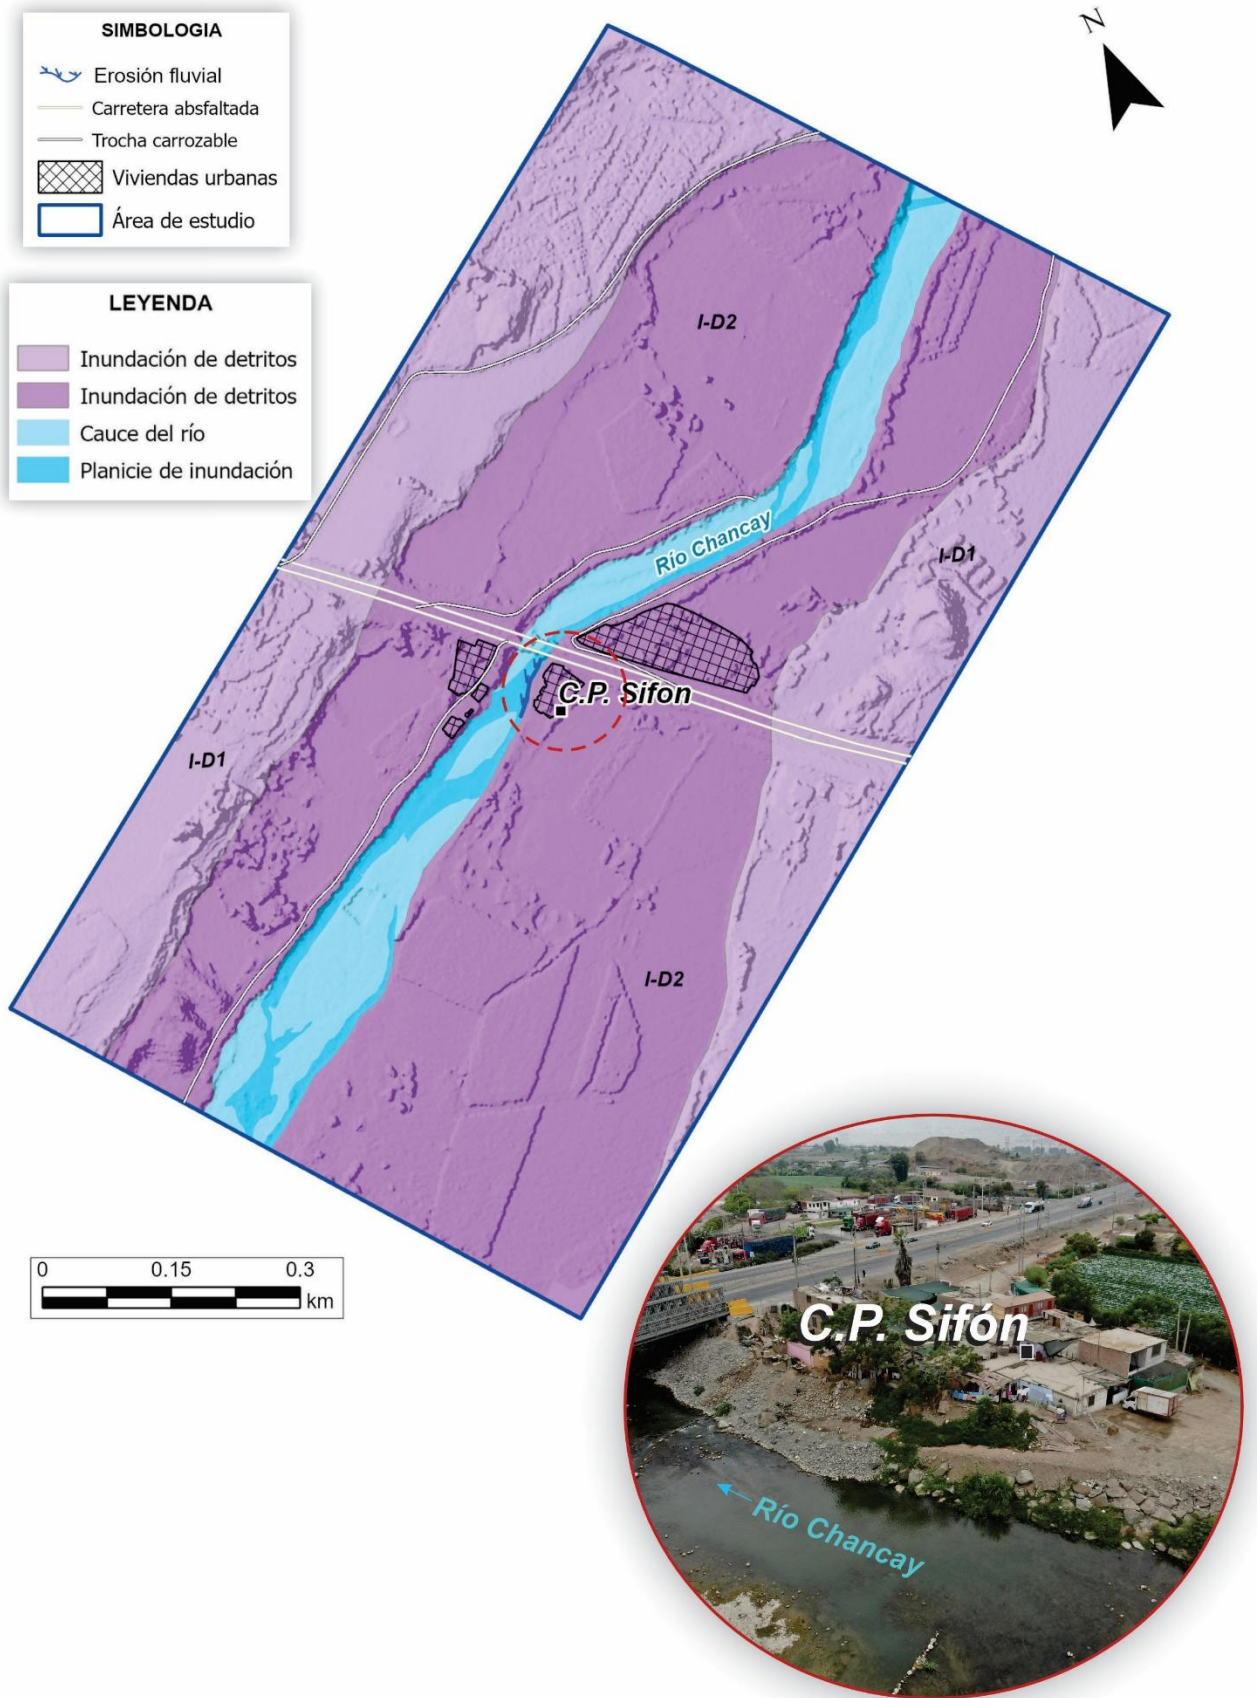 SIMBOLOGIA
Erosión fluvial
Carretera absfaltada
Trocha carrozable
Viviendas urbanas
Área de estudio
LEYENDA
Inundación de detritos
Inundación de detritos
Cauce del río
Planicie de inundación
N
I-D2
Río Chancay
I-D1
C.P. Sifon
I-D1
I-D2
0 0.15 0.3
km
C.P. Sifón
Río Chancay